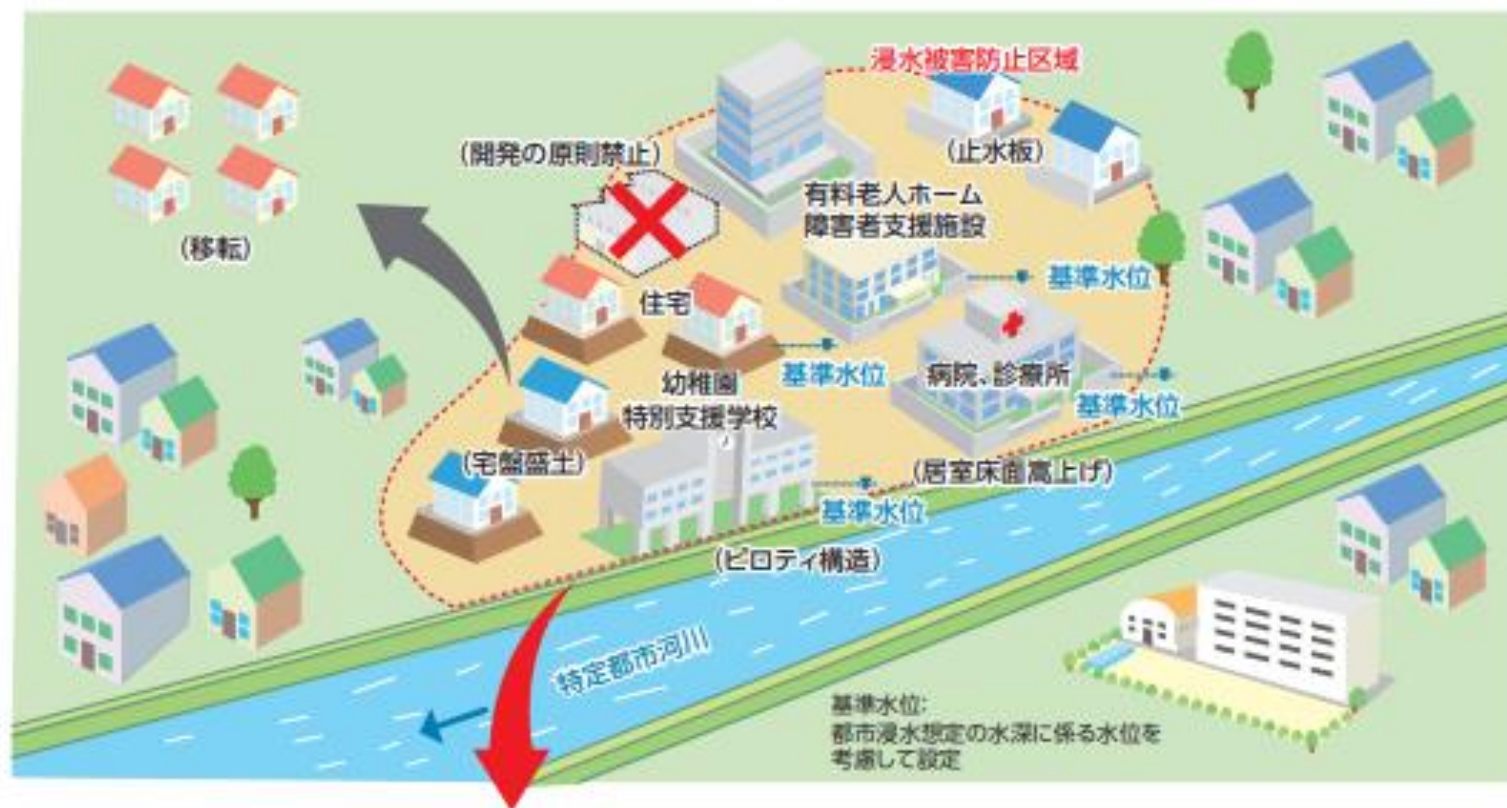 浸水被害防止区域
(開発の原則禁止)
(止水板)
有料老人ホーム
障害者支援施設
(移転)
基準水位
住宅
基準水位
病院、診療所
幼稚園
特別支援学校
基準水位
(宅盤盛土)
(居室床面嵩上げ)
基準水位
(ピロティ構造)
特定都市河川
基準水位:
都市浸水想定の水深に係る水位を
考慮して設定